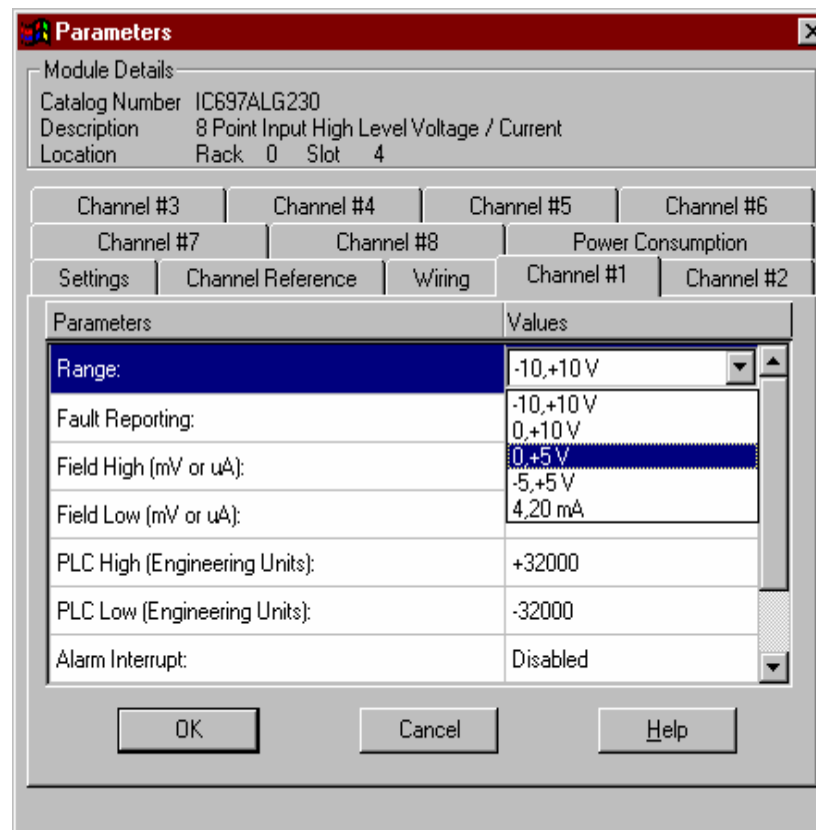 Parameters
Module Details
Catalog Number IC697ALG230
Description 8 Point Input High Level Voltage / Current
Location Rack 0 Slot 4
Channel #3 Channel #4 Channel #5 Channel #6
Channel #7 Channel #8 Power Consumption
Settings Channel Reference Wiring Channel #1 Channel #2
Parameters Values
Range: -10,+10 V
-10,+10 V
Fault Reporting:
0,+10 V
0,+5 V
Field High (mV or uA):
-5,+5 V
4,20 mA
Field Low (mV or uA):
PLC High (Engineering Units): +32000
PLC Low (Engineering Units): -32000
Alarm Interrupt: Disabled
OK Cancel Help